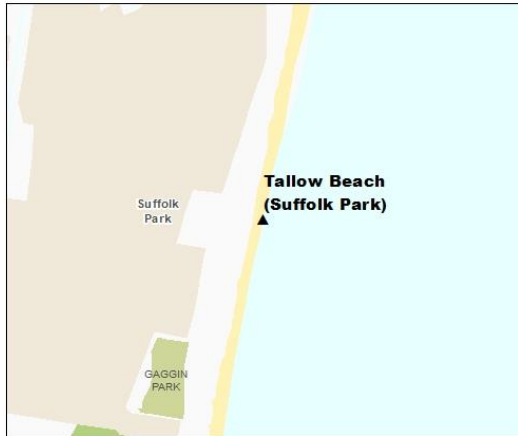 Tallow Beach
(Suffolk Park)
Suffolk
Park
GAGGIN
PARK